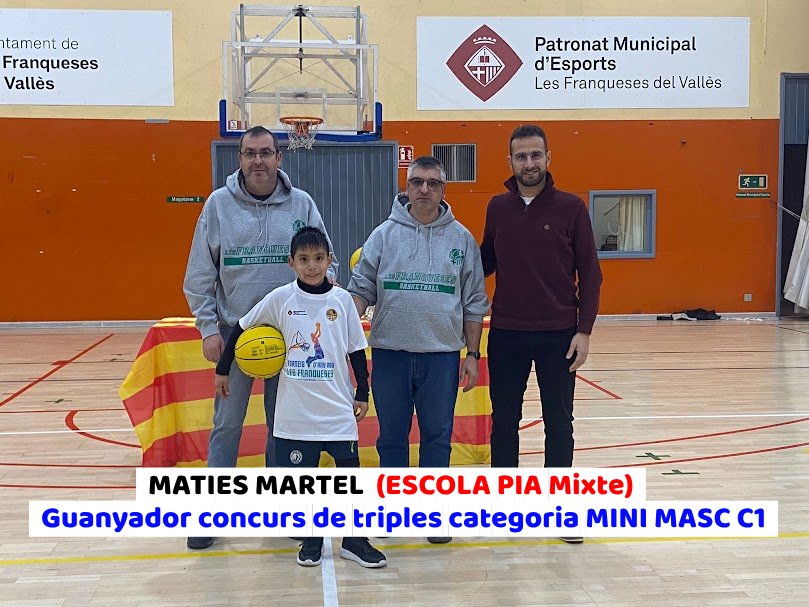 ntament de
Franqueses
Vallès
Patronat Municipal
d'Esports
Les Franqueses del Vallès
Magatzem 2
LES FRANQUESES
BASKETBALL
LES FRANQUESES
BASKETBALL
TORNEIG
D'ANY NOU
LES FRANQUESES
MATIES MARTEL (ESCOLA PIA Mixte)
Guanyador concurs de triples categoria MINI MASC C1